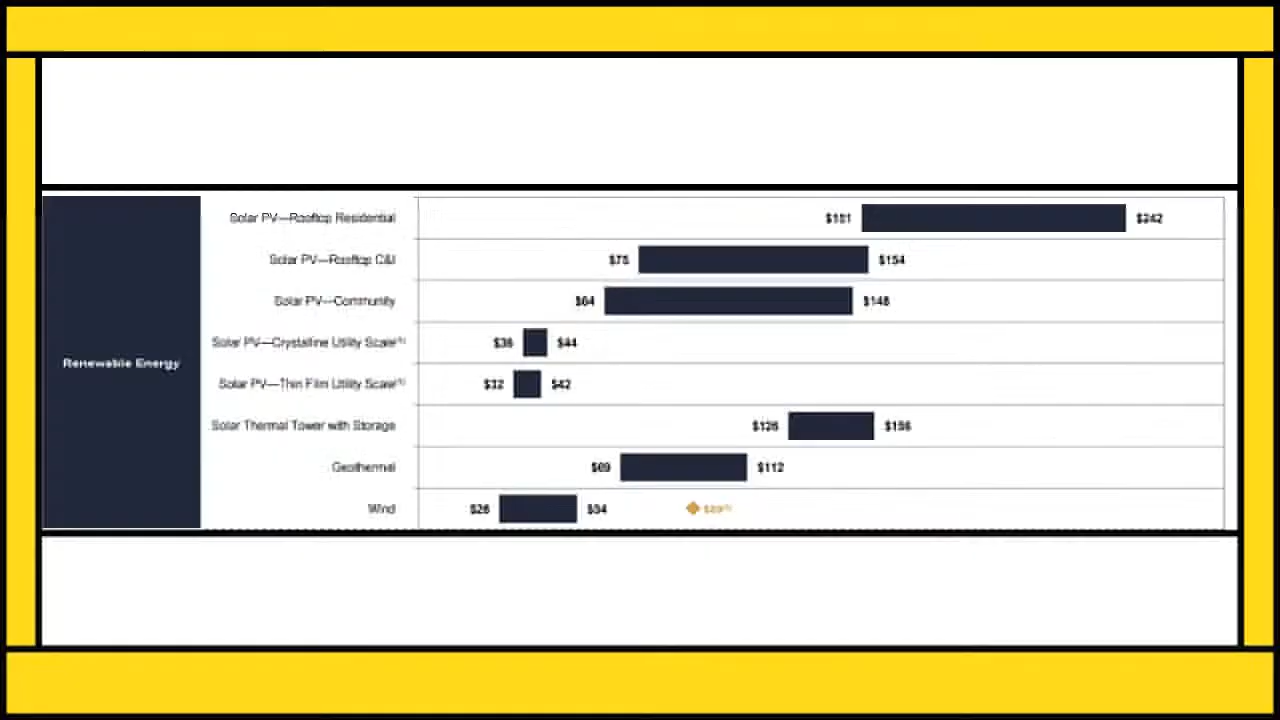 Solar PV—Rooftop Residential $151 $242
Solar PV—Rooftop C&I $75 $154
Solar PV—Community $64 $148
Solar PV—Crystalline Utility Scale $36 $44
Renewable Energy
Solar PV—Thin Film Utility Scale $32 $42
Solar Thermal Tower with Storage $126 $156
Geothermal $69 $112
Wind $28 $54